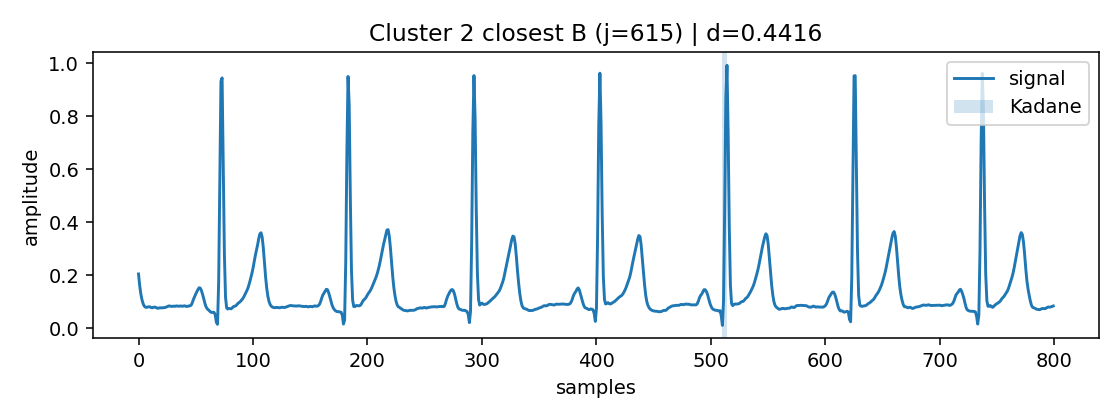 Cluster 2 closest B (j=615) | d=0.4416
1.0
0.8
0.6
0.4
0.2
0.0
amplitude
signal
Kadane
0 100 200 300 400 500 600 700 800
samples